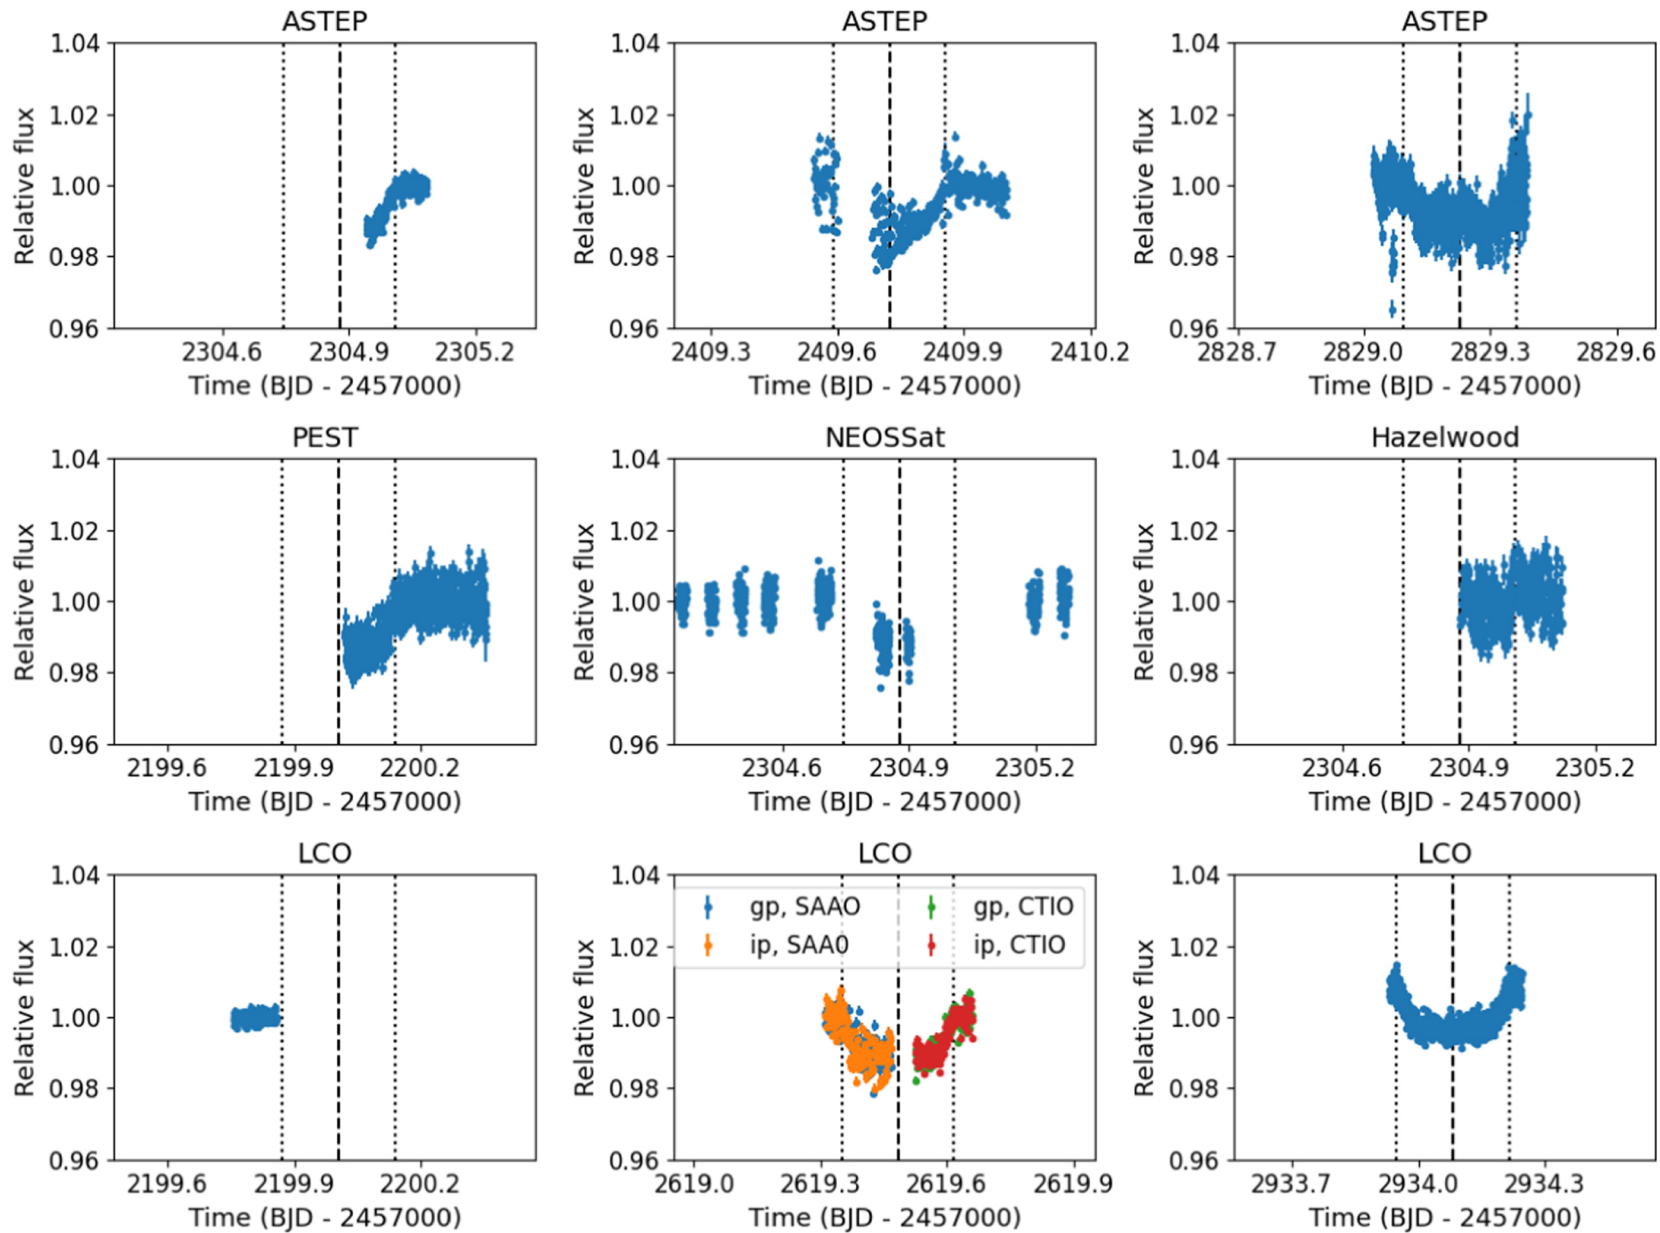 ASTEP ASTEP ASTEP
1.04 1.04 1.04
1.02 1.02 1.02
1.00 1.00 1.00
0.98 0.98 0.98
0.96 0.96 0.96
Relative flux Relative flux Relative flux
2304.6 2304.9 2305.2 2409.3 2409.6 2409.9 2410.2 2828.7 2829.0 2829.3 2829.6
Time (BJD - 2457000) Time (BJD - 2457000) Time (BJD - 2457000)
PEST NEOSSat Hazelwood
1.04 1.04 1.04
1.02 1.02 1.02
1.00 1.00 1.00
0.98 0.98 0.98
0.96 0.96 0.96
Relative flux Relative flux Relative flux
2199.6 2199.9 2200.2 2304.6 2304.9 2305.2 2304.6 2304.9 2305.2
Time (BJD - 2457000) Time (BJD - 2457000) Time (BJD - 2457000)
LCO LCO LCO
1.04 1.04 1.04
gp, SAAO gp, CTIO
ip, SAA0 ip, CTIO
1.02 1.02 1.02
1.00 1.00 1.00
0.98 0.98 0.98
0.96 0.96 0.96
Relative flux Relative flux Relative flux
2199.6 2199.9 2200.2 2619.0 2619.3 2619.6 2619.9 2933.7 2934.0 2934.3
Time (BJD - 2457000) Time (BJD - 2457000) Time (BJD - 2457000)